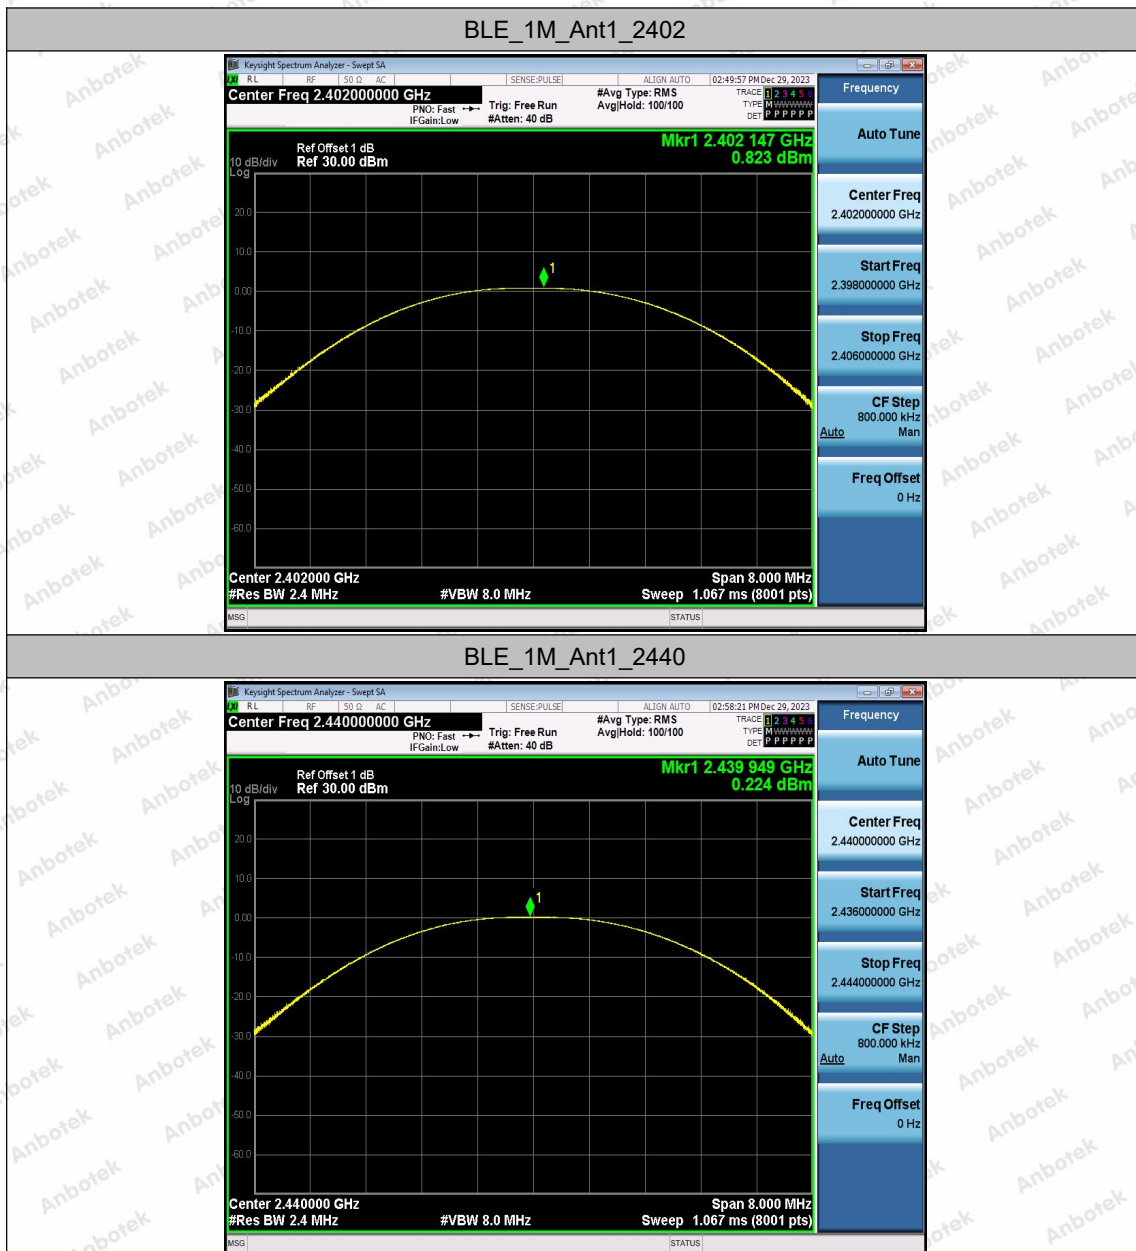 BLE_1M_Ant1_2402
Keysight Spectrum Analyzer - Swept SA
LXI RL RF 50 Ω AC SENSE:PULSE ALIGN AUTO 02:49:57 PM Dec 29, 2023
Center Freq 2.402000000 GHz
PNO: Fast
IFGain:Low
Trig: Free Run
#Atten: 40 dB
#Avg Type: RMS
Avg|Hold: 100/100
TRACE 1 2 3 4 5 6
TYPE M WWWWW
DET P P P P P P
Frequency
Auto Tune
Center Freq
2.402000000 GHz
Start Freq
2.398000000 GHz
Stop Freq
2.406000000 GHz
CF Step
800.000 kHz
Auto Man
Freq Offset
0 Hz
Mkr1 2.402 147 GHz
0.823 dBm
Ref Offset 1 dB
10 dB/div Ref 30.00 dBm
Log
20.0
10.0
0.00
-10.0
-20.0
-30.0
-40.0
-50.0
-60.0
1
Center 2.402000 GHz Span 8.000 MHz
#Res BW 2.4 MHz #VBW 8.0 MHz Sweep 1.067 ms (8001 pts)
MSG STATUS
BLE_1M_Ant1_2440
Keysight Spectrum Analyzer - Swept SA
LXI RL RF 50 Ω AC SENSE:PULSE ALIGN AUTO 02:58:21 PM Dec 29, 2023
Center Freq 2.440000000 GHz
PNO: Fast
IFGain:Low
Trig: Free Run
#Atten: 40 dB
#Avg Type: RMS
Avg|Hold: 100/100
TRACE 1 2 3 4 5 6
TYPE M WWWWW
DET P P P P P P
Frequency
Auto Tune
Center Freq
2.440000000 GHz
Start Freq
2.436000000 GHz
Stop Freq
2.444000000 GHz
CF Step
800.000 kHz
Auto Man
Freq Offset
0 Hz
Mkr1 2.439 949 GHz
0.224 dBm
Ref Offset 1 dB
10 dB/div Ref 30.00 dBm
Log
20.0
10.0
0.00
-10.0
-20.0
-30.0
-40.0
-50.0
-60.0
1
Center 2.440000 GHz Span 8.000 MHz
#Res BW 2.4 MHz #VBW 8.0 MHz Sweep 1.067 ms (8001 pts)
MSG STATUS
Anbotek